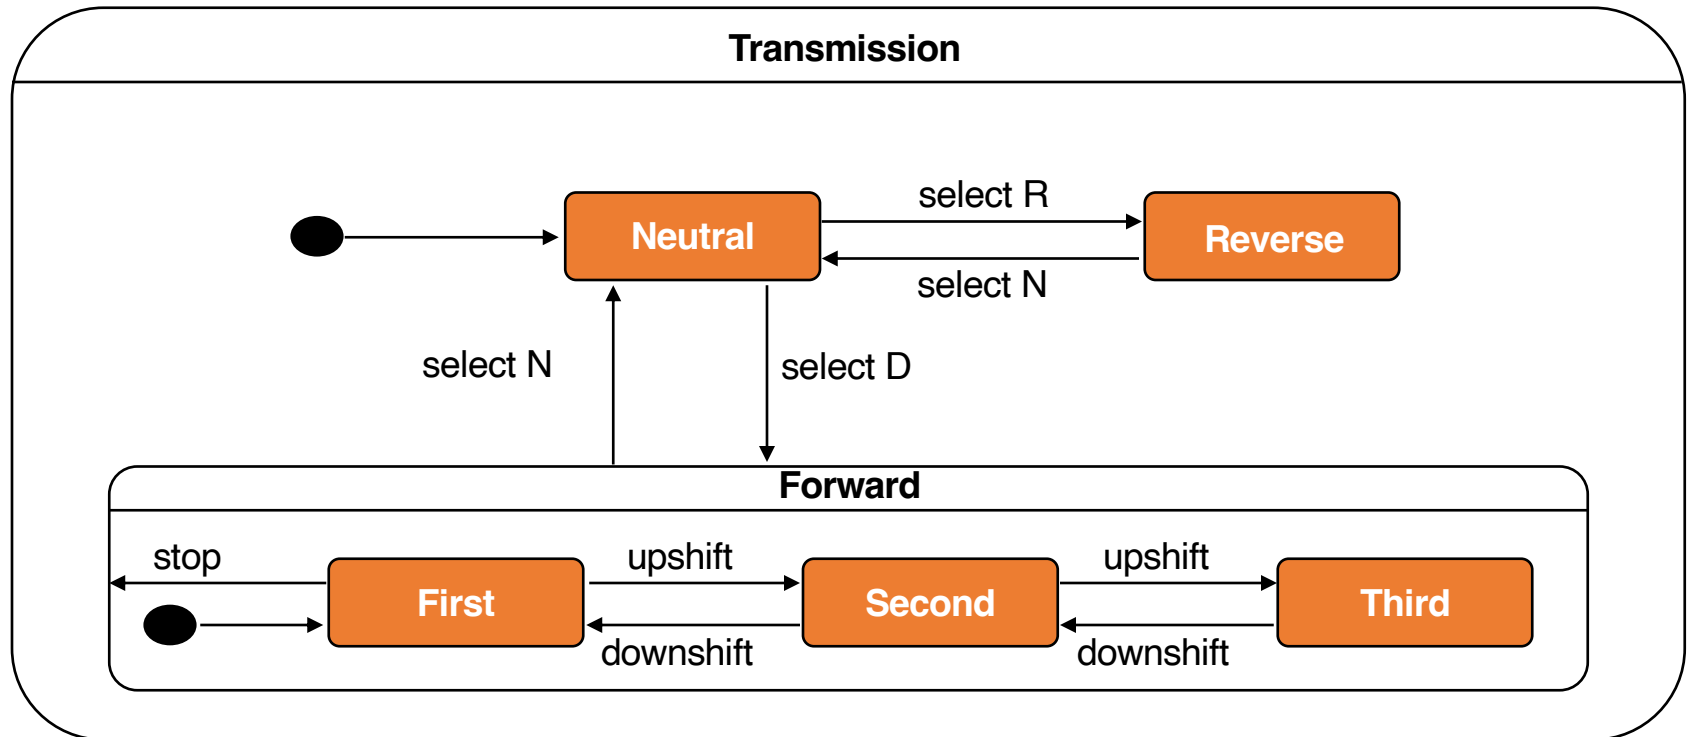 Transmission
select R
Neutral
Reverse
select N
select N
select D
Forward
stop
upshift
upshift
First
Second
Third
downshift
downshift